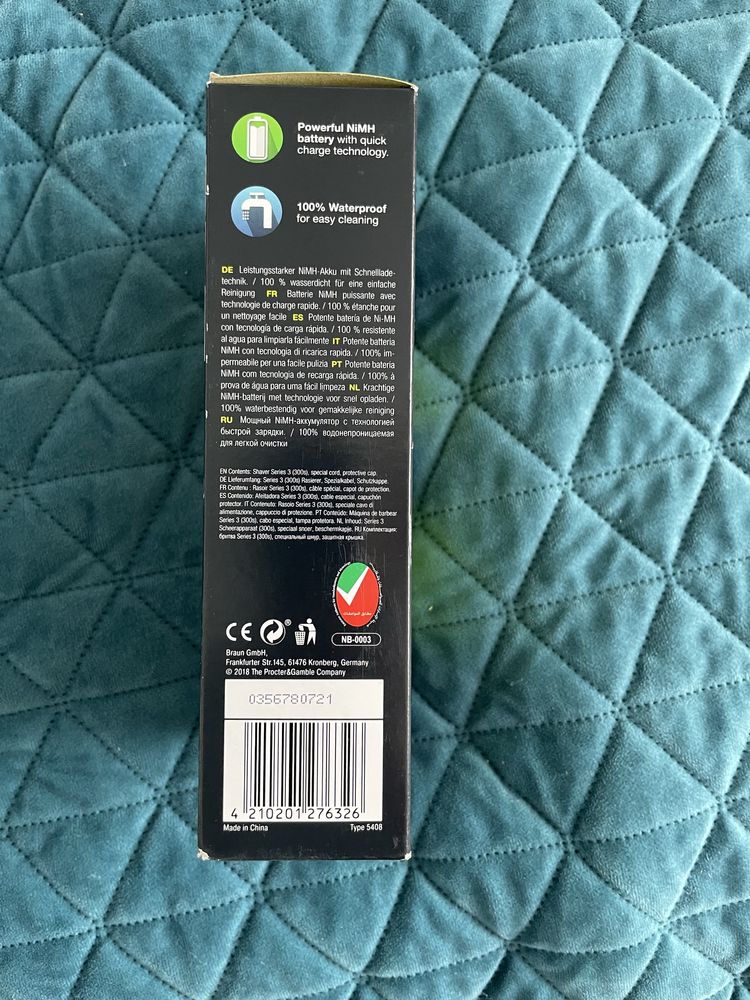 Powerful NiMH
battery with quick
charge technology.
100% Waterproof
for easy cleaning
DE Leistungsstarker NiMH-Akku mit Schnelllade-
technik. / 100 % wasserdicht für eine einfache
Reinigung FR Batterie NiMH puissante avec
technologie de charge rapide. / 100 % étanche pour
un nettoyage facile ES Potente batería de Ni-MH
con tecnología de carga rápida. / 100 % resistente
al agua para limpiarla fácilmente IT Potente batteria
NiMH con tecnologia di ricarica rapida. / 100% im-
permeabile per una facile pulizia PT Potente bateria
NiMH com tecnologia de recarga rápida. / 100% à
prova de água para uma fácil limpeza NL Krachtige
NiMH-batterij met technologie voor snel opladen. /
100% waterbestendig voor gemakkelijke reiniging
RU Мощный NiMH-аккумулятор с технологией
быстрой зарядки. / 100% водонепроницаемая
для легкой очистки
EN Contents: Shaver Series 3 (300s), special cord, protective cap.
DE Lieferumfang: Series 3 (300s) Rasierer, Spezialkabel, Schutzkappe.
FR Contenu : Rasoir Series 3 (300s), câble spécial, capot de protection.
ES Contenido: Afeitadora Series 3 (300s), cable especial, capuchón
protector. IT Contenuto: Rasoio Series 3 (300s), speciale cavo di
alimentazione, cappuccio di protezione. PT Conteúdo: Máquina de barbear
Series 3 (300s), cabo especial, tampa protetora. NL Inhoud: Series 3
Scheerapparaat (300s), speciaal snoer, beschermkapje. RU Комплектация:
бритва Series 3 (300s), специальный шнур, защитная крышка.
مطابق للمواصفات
CE
NB-0003
Braun GmbH,
Frankfurter Str.145, 61476 Kronberg, Germany
© 2018 The Procter&Gamble Company
0356780721
4 210201 276326
Made in China Type 5408